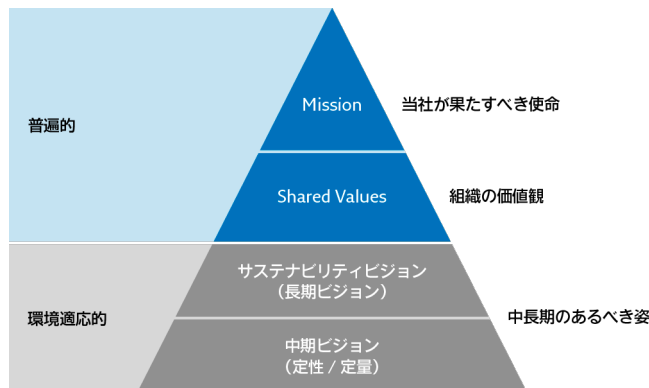 Mission
当社が果たすべき使命
普遍的
Shared Values
組織の価値観
サステナビリティビジョン
（長期ビジョン）
環境適応的
中長期のあるべき姿
中期ビジョン
（定性 / 定量）